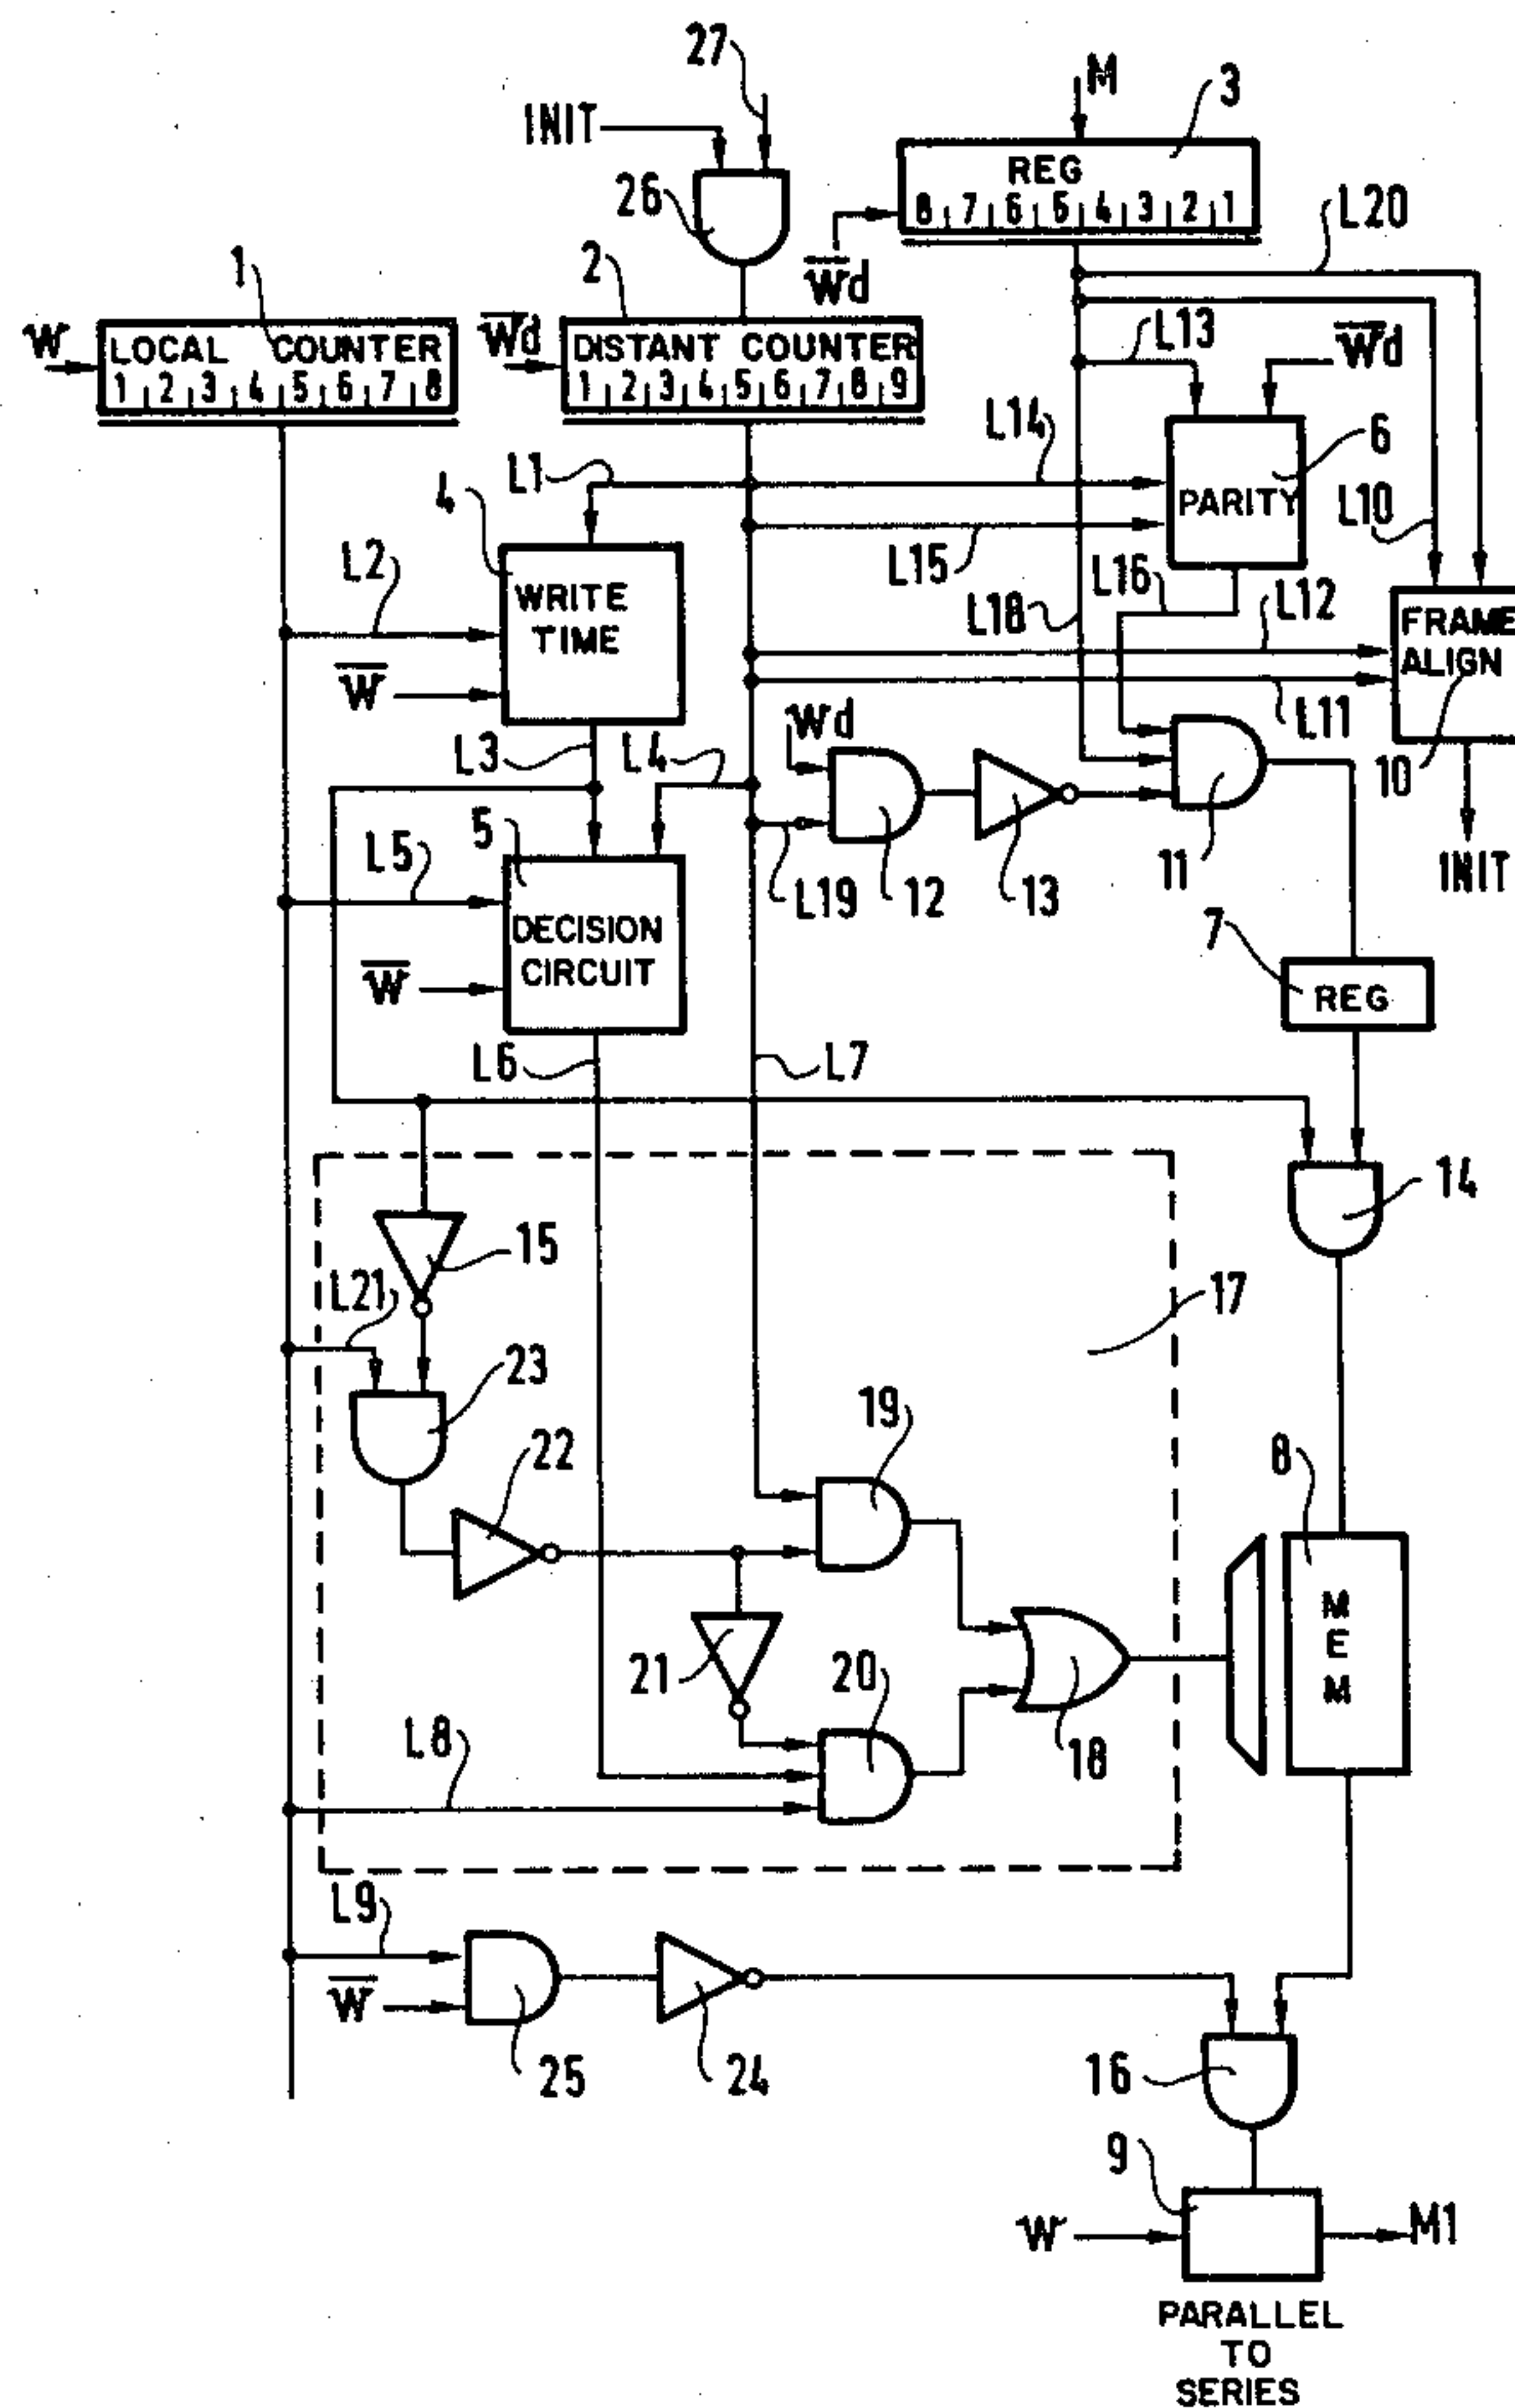 27
M
3
INIT
REG
8 7 6 5 4 3 2 1
26
L20
W̅d
1
2
W
LOCAL COUNTER
1 2 3 4 5 6 7 8
W̅d
DISTANT COUNTER
1 2 3 4 5 6 7 8 9
L13
W̅d
L14
6
L1
4
PARITY
L10
L2
L15
L16
L12
WRITE
TIME
L18
FRAME
ALIGN
W̅
L11
Wd
L3
L4
10
5
L5
11
INIT
L19
12
13
DECISION
CIRCUIT
7
REG
W̅
L6
L7
14
15
17
L21
23
19
22
8
MEM
21
20
L8
18
L9
W̅
25
24
16
9
W
M1
PARALLEL
TO
SERIES